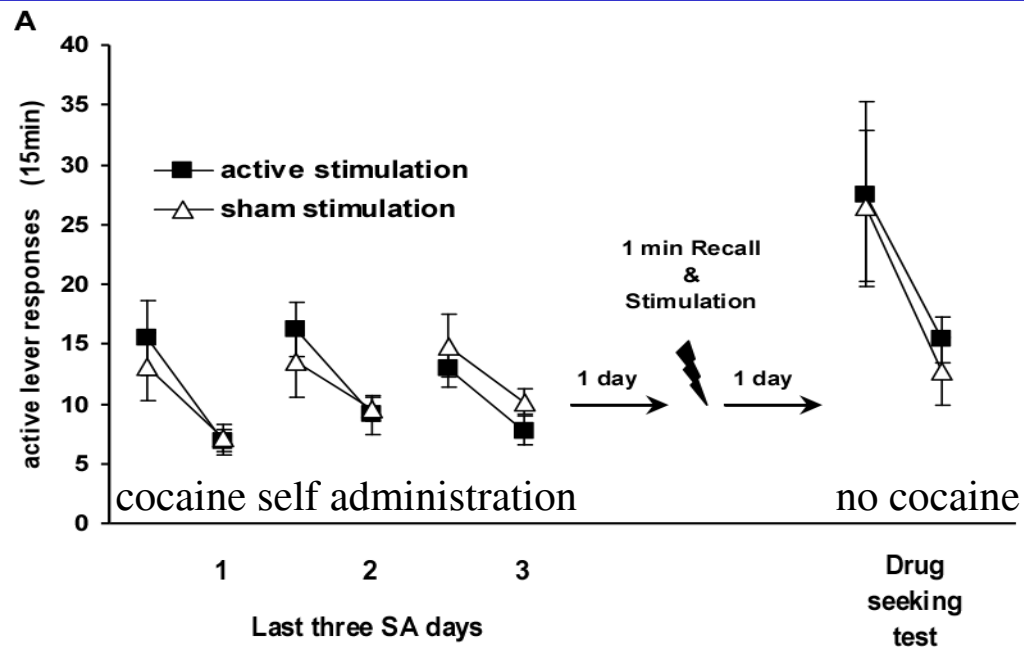 A
40
35
30
25
20
15
10
5
0
active lever responses (15min)
active stimulation
sham stimulation
1 min Recall
&
Stimulation
1 day
1 day
cocaine self administration
no cocaine
1
2
3
Last three SA days
Drug
seeking
test